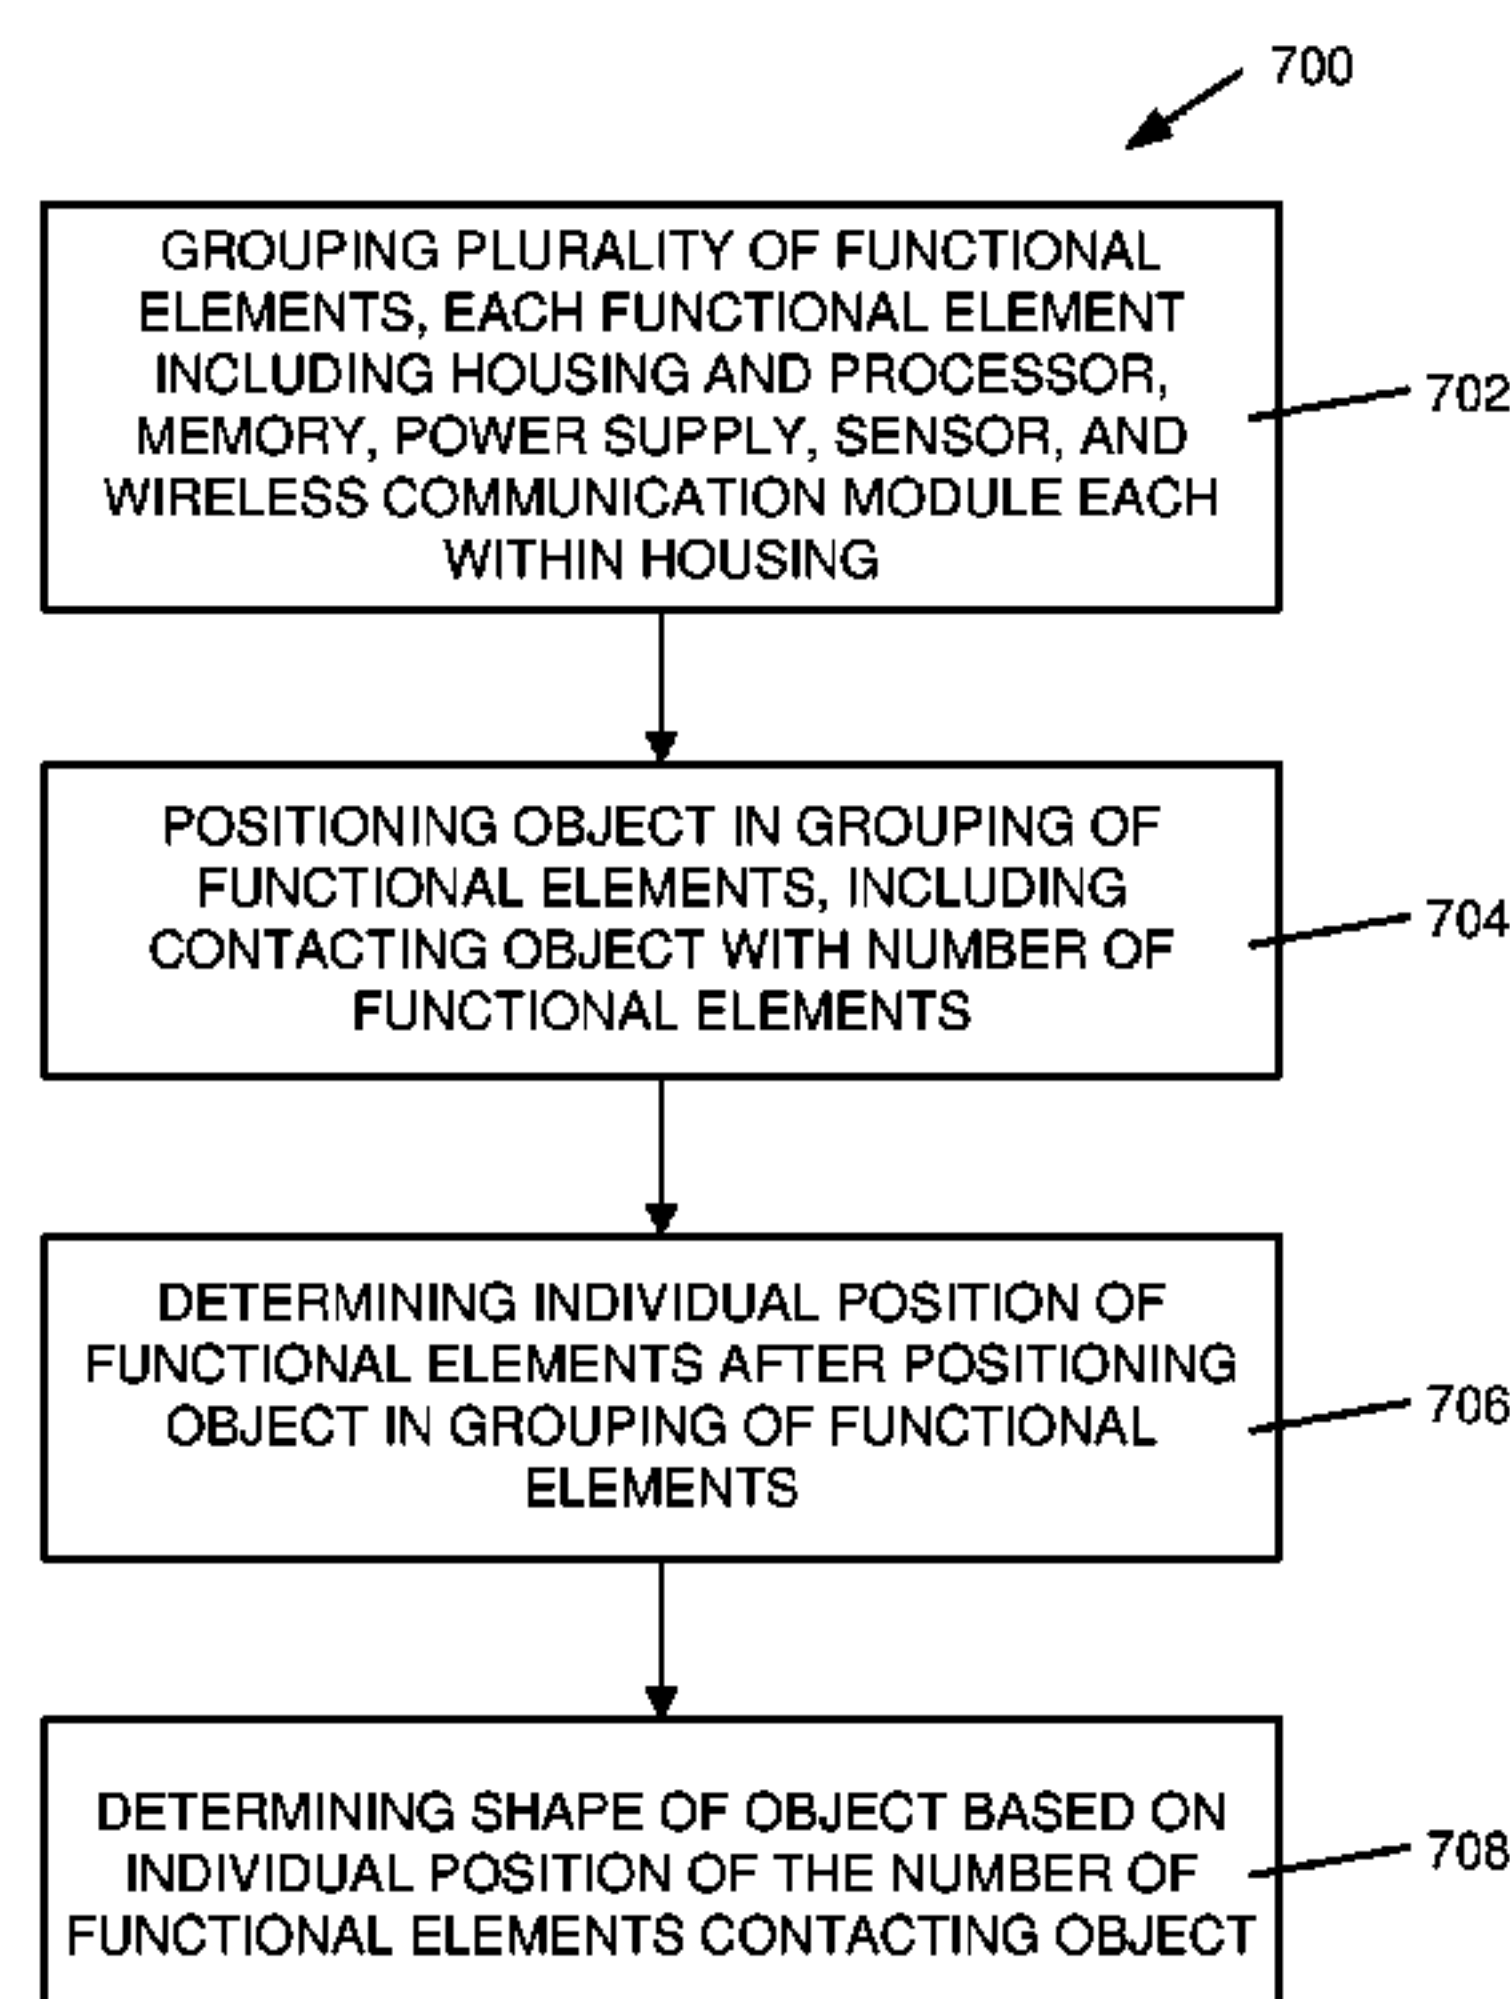 700
GROUPING PLURALITY OF FUNCTIONAL
ELEMENTS, EACH FUNCTIONAL ELEMENT
INCLUDING HOUSING AND PROCESSOR,
MEMORY, POWER SUPPLY, SENSOR, AND
WIRELESS COMMUNICATION MODULE EACH
WITHIN HOUSING
702
POSITIONING OBJECT IN GROUPING OF
FUNCTIONAL ELEMENTS, INCLUDING
CONTACTING OBJECT WITH NUMBER OF
FUNCTIONAL ELEMENTS
704
DETERMINING INDIVIDUAL POSITION OF
FUNCTIONAL ELEMENTS AFTER POSITIONING
OBJECT IN GROUPING OF FUNCTIONAL
ELEMENTS
706
DETERMINING SHAPE OF OBJECT BASED ON
INDIVIDUAL POSITION OF THE NUMBER OF
FUNCTIONAL ELEMENTS CONTACTING OBJECT
708